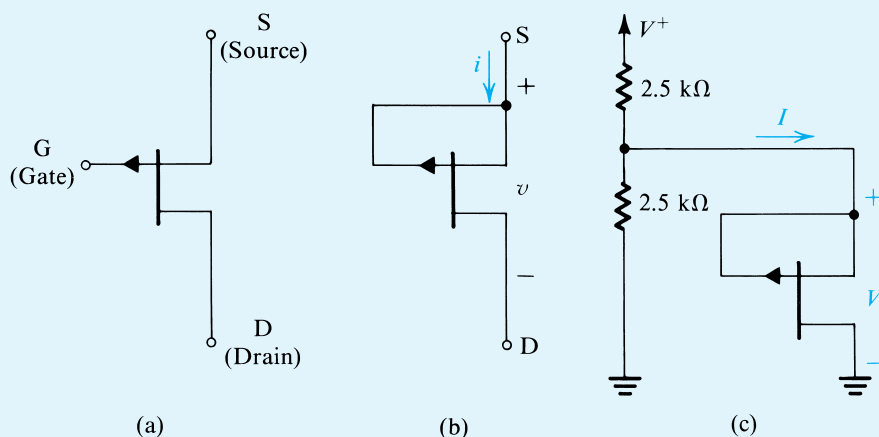 S
(Source)
G
(Gate)
D
(Drain)
(a)
S
i
+
v
−
D
(b)
V⁺
2.5 kΩ
I
2.5 kΩ
+
V
−
(c)